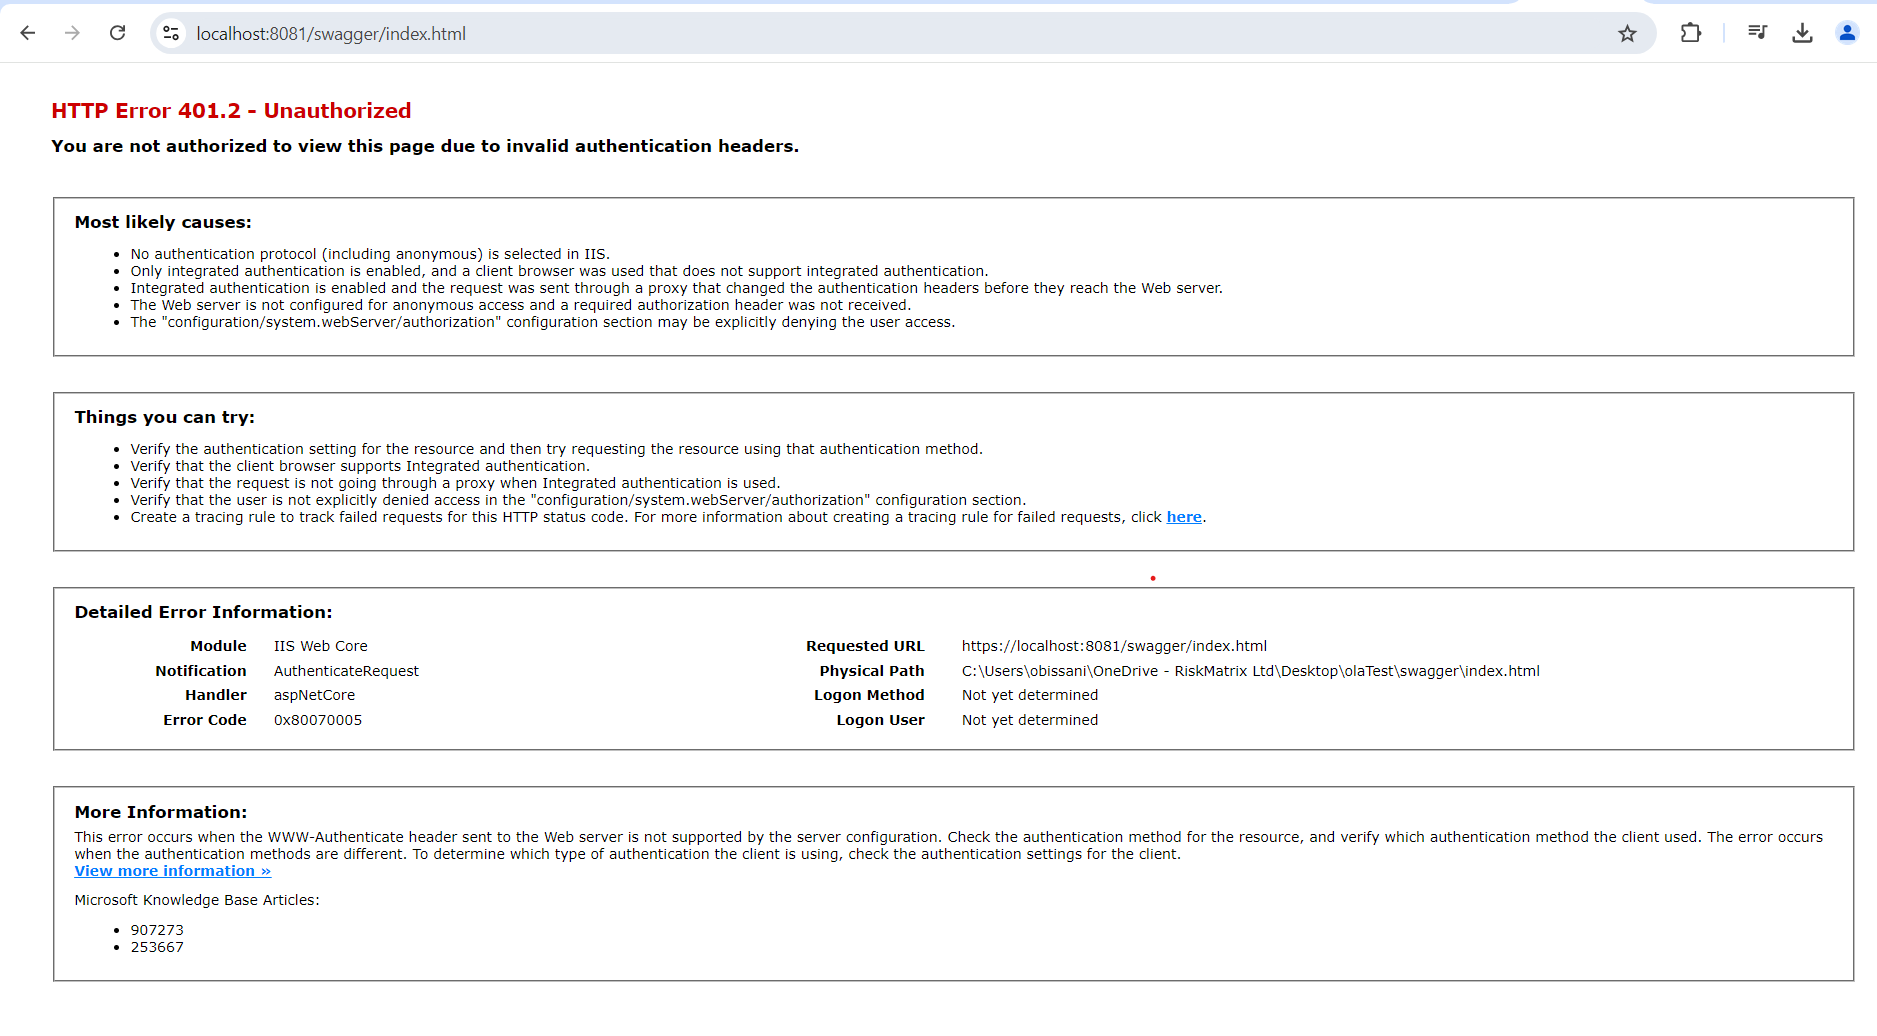 localhost:8081/swagger/index.html
HTTP Error 401.2 - Unauthorized
You are not authorized to view this page due to invalid authentication headers.
Most likely causes:
No authentication protocol (including anonymous) is selected in IIS.
Only integrated authentication is enabled, and a client browser was used that does not support integrated authentication.
Integrated authentication is enabled and the request was sent through a proxy that changed the authentication headers before they reach the Web server.
The Web server is not configured for anonymous access and a required authorization header was not received.
The "configuration/system.webServer/authorization" configuration section may be explicitly denying the user access.
Things you can try:
Verify the authentication setting for the resource and then try requesting the resource using that authentication method.
Verify that the client browser supports Integrated authentication.
Verify that the request is not going through a proxy when Integrated authentication is used.
Verify that the user is not explicitly denied access in the "configuration/system.webServer/authorization" configuration section.
Create a tracing rule to track failed requests for this HTTP status code. For more information about creating a tracing rule for failed requests, click here.
Detailed Error Information:
Module IIS Web Core
Notification AuthenticateRequest
Handler aspNetCore
Error Code 0x80070005
Requested URL https://localhost:8081/swagger/index.html
Physical Path C:\Users\obissani\OneDrive - RiskMatrix Ltd\Desktop\olaTest\swagger\index.html
Logon Method Not yet determined
Logon User Not yet determined
More Information:
This error occurs when the WWW-Authenticate header sent to the Web server is not supported by the server configuration. Check the authentication method for the resource, and verify which authentication method the client used. The error occurs
when the authentication methods are different. To determine which type of authentication the client is using, check the authentication settings for the client.
View more information »
Microsoft Knowledge Base Articles:
907273
253667